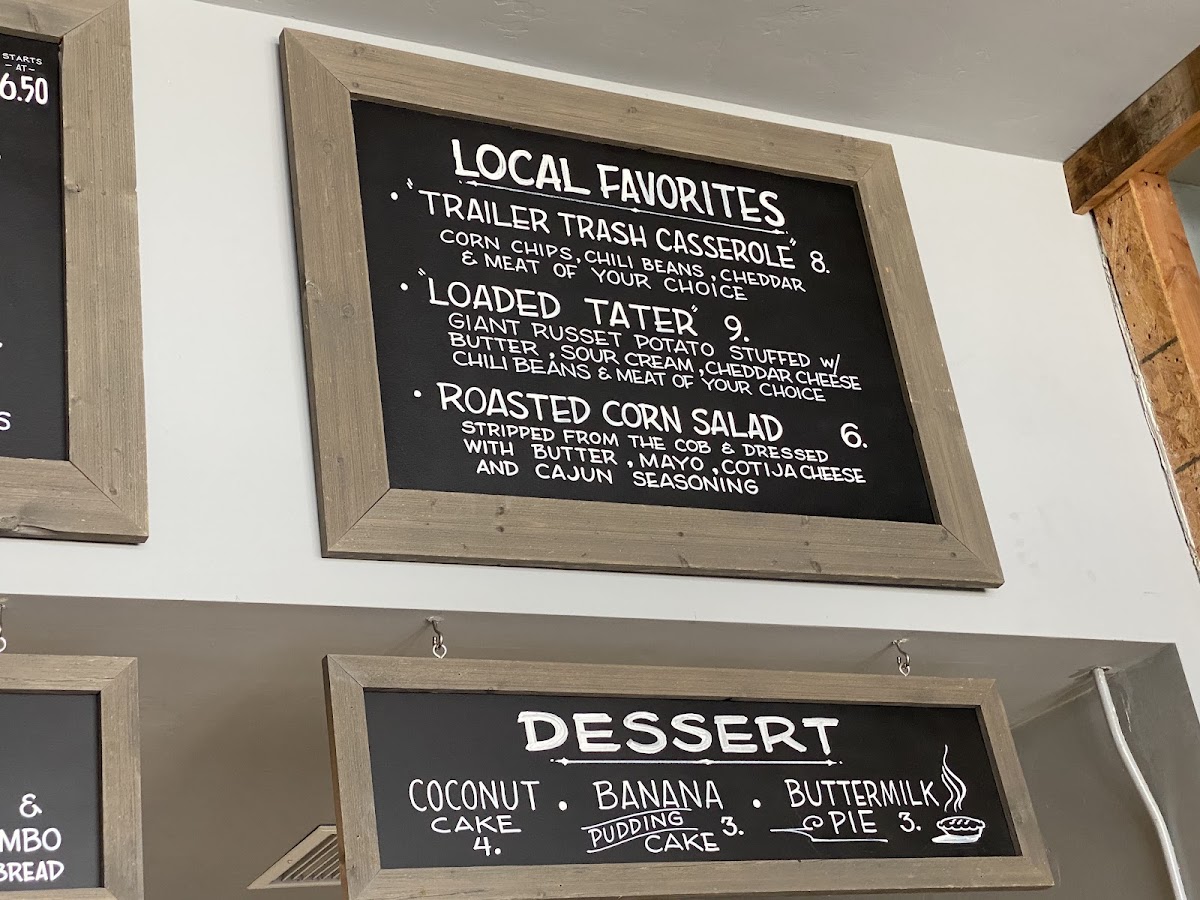 STARTS
- AT -
6.50
S
LOCAL FAVORITES
• "TRAILER TRASH CASSEROLE" 8.
CORN CHIPS, CHILI BEANS, CHEDDAR
& MEAT OF YOUR CHOICE
• "LOADED TATER" 9.
GIANT RUSSET POTATO STUFFED W/
BUTTER, SOUR CREAM, CHEDDAR CHEESE
CHILI BEANS & MEAT OF YOUR CHOICE
• ROASTED CORN SALAD 6.
STRIPPED FROM THE COB & DRESSED
WITH BUTTER, MAYO, COTIJA CHEESE
AND CAJUN SEASONING
&
MBO
BREAD
DESSERT
COCONUT • BANANA • BUTTERMILK
CAKE PUDDING 3. PIE 3.
4. CAKE